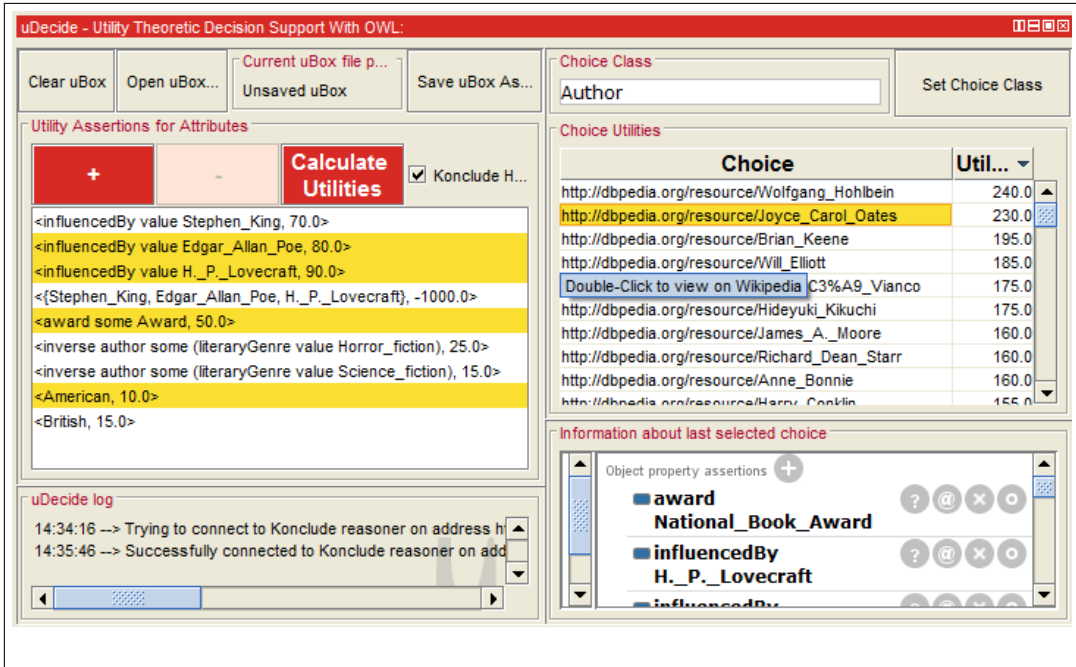 uDecide - Utility Theoretic Decision Support With OWL:
Clear uBox
Open uBox...
Current uBox file p...
Unsaved uBox
Save uBox As...
Utility Assertions for Attributes
+
-
Calculate
Utilities
Konclude H...
<influencedBy value Stephen_King, 70.0>
<influencedBy value Edgar_Allan_Poe, 80.0>
<influencedBy value H._P._Lovecraft, 90.0>
<{Stephen_King, Edgar_Allan_Poe, H._P._Lovecraft}, -1000.0>
<award some Award, 50.0>
<inverse author some (literaryGenre value Horror_fiction), 25.0>
<inverse author some (literaryGenre value Science_fiction), 15.0>
<American, 10.0>
<British, 15.0>
uDecide log
14:34:16 --> Trying to connect to Konclude reasoner on address h
14:35:46 --> Successfully connected to Konclude reasoner on add
Choice Class
Author
Set Choice Class
Choice Utilities
Choice Util...
http://dbpedia.org/resource/Wolfgang_Hohlbein 240.0
http://dbpedia.org/resource/Joyce_Carol_Oates 230.0
http://dbpedia.org/resource/Brian_Keene 195.0
http://dbpedia.org/resource/Will_Elliott 185.0
Double-Click to view on Wikipedia C3%A9_Vianco 175.0
http://dbpedia.org/resource/Hideyuki_Kikuchi 175.0
http://dbpedia.org/resource/James_A._Moore 160.0
http://dbpedia.org/resource/Richard_Dean_Starr 160.0
http://dbpedia.org/resource/Anne_Bonnie 160.0
http://dbpedia.org/resource/Harry_Conklin 155.0
Information about last selected choice
Object property assertions +
award
National_Book_Award
? @ X O
influencedBy
H._P._Lovecraft
? @ X O
influencedBy